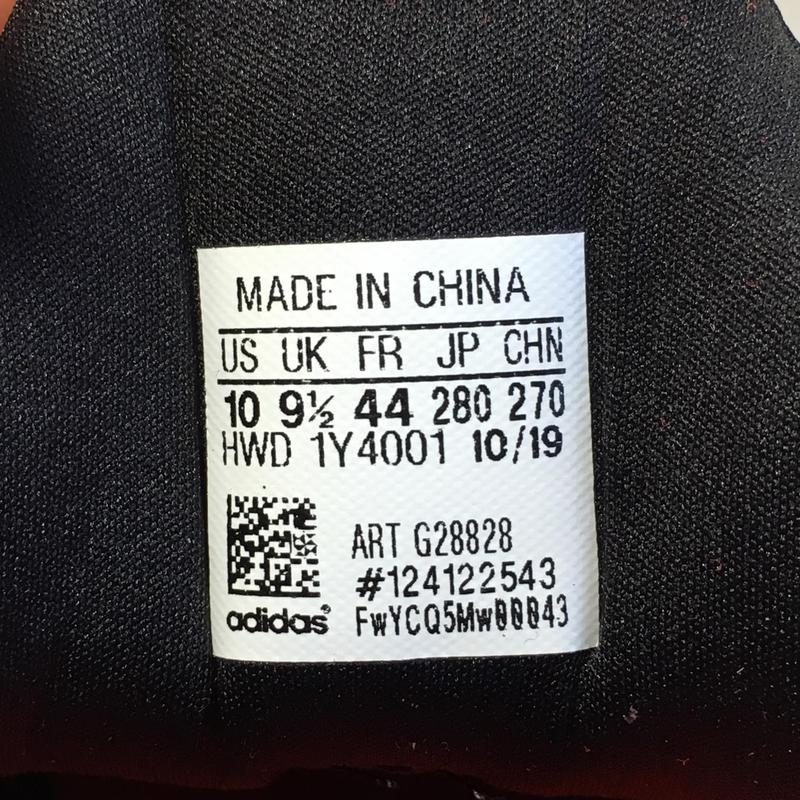 MADE IN CHINA
US UK FR JP CHN
10 9½ 44 280 270
HWD 1Y4001 10/19
ART G28828
#124122543
adidas® FwYCQ5Mw00043